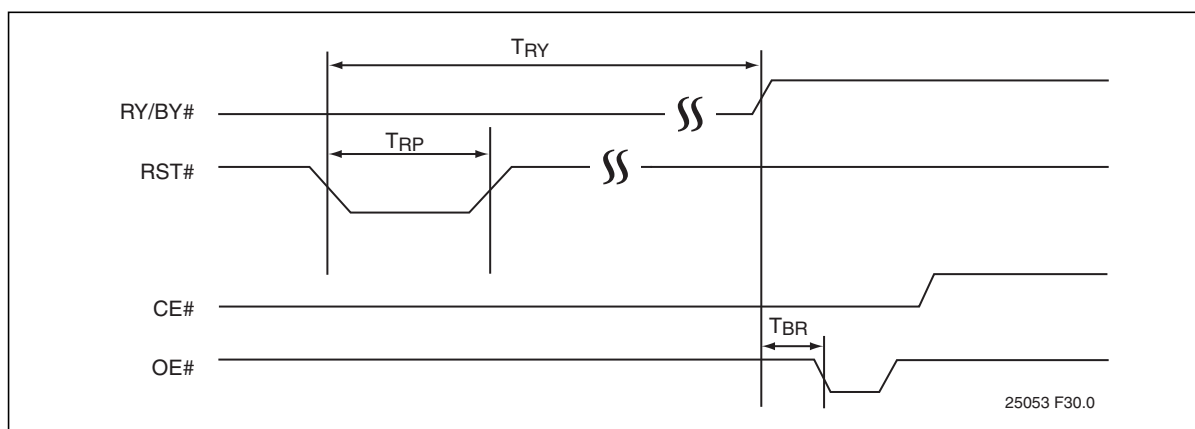 TRY
RY/BY#
TRP
RST#
CE#
TBR
OE#
25053 F30.0